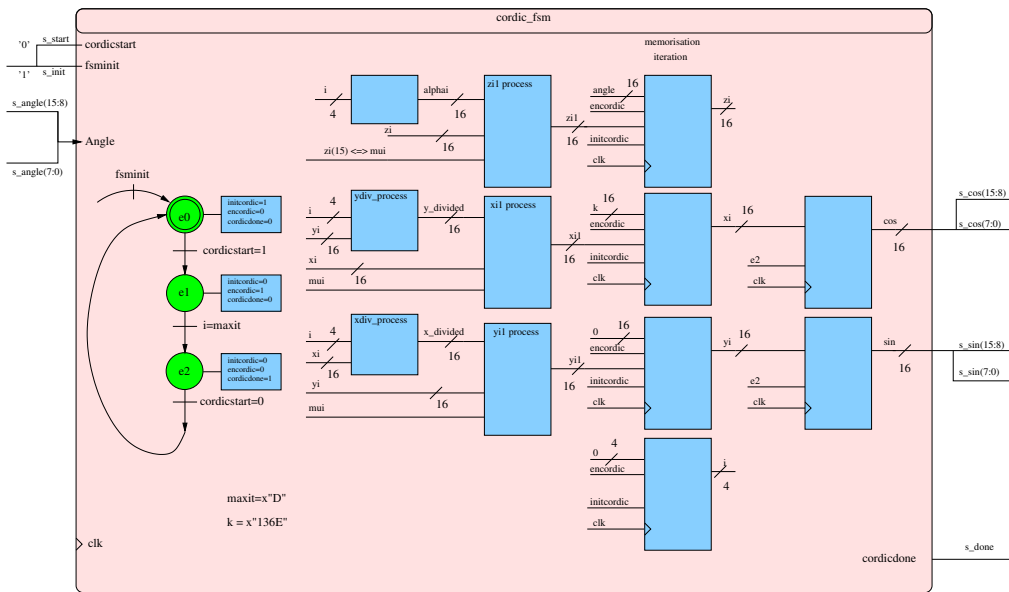 cordic_fsm
'0'
s_start
cordicstart
'1'
s_init
fsminit
s_angle(15:8)
Angle
s_angle(7:0)
memorisation
iteration
i
4
alphai
16
zi1 process
zi
16
zi(15) <=> mui
zi1
16
angle
16
encordic
initcordic
clk
zi
16
fsminit
e0
initcordic=1
encordic=0
cordicdone=0
cordicstart=1
e1
initcordic=0
encordic=1
cordicdone=0
i=maxit
e2
initcordic=0
encordic=0
cordicdone=1
cordicstart=0
i
4
yi
16
ydiv_process
y_divided
16
xi1 process
xi
16
mui
xi1
16
k
16
encordic
initcordic
clk
xi
16
e2
clk
cos
16
s_cos(15:8)
s_cos(7:0)
i
4
xi
16
xdiv_process
x_divided
16
yi1 process
yi
16
mui
yi1
16
0
16
encordic
initcordic
clk
yi
16
e2
clk
sin
16
s_sin(15:8)
s_sin(7:0)
0
4
encordic
initcordic
clk
i
4
maxit=x"D"
k = x"136E"
clk
cordicdone
s_done